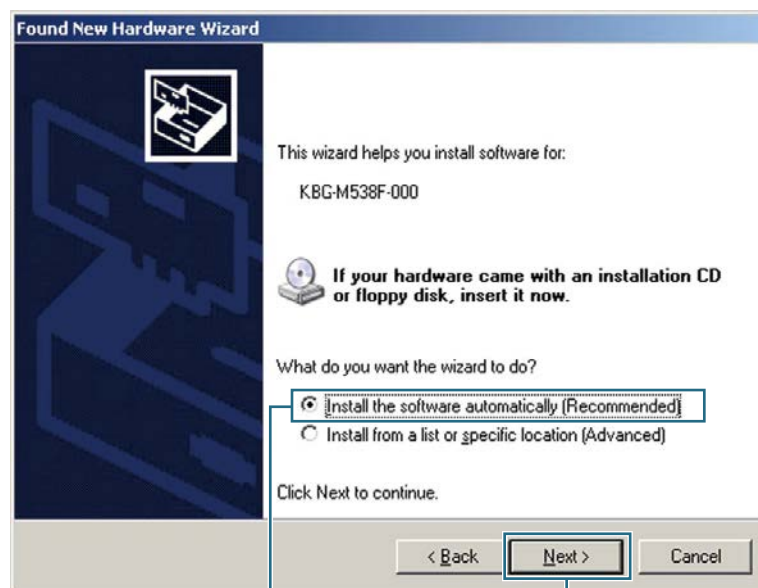 Found New Hardware Wizard
This wizard helps you install software for:
KBG-M538F-000
If your hardware came with an installation CD
or floppy disk, insert it now.
What do you want the wizard to do?
Install the software automatically (Recommended)
Install from a list or specific location (Advanced)
Click Next to continue.
< Back
Next >
Cancel